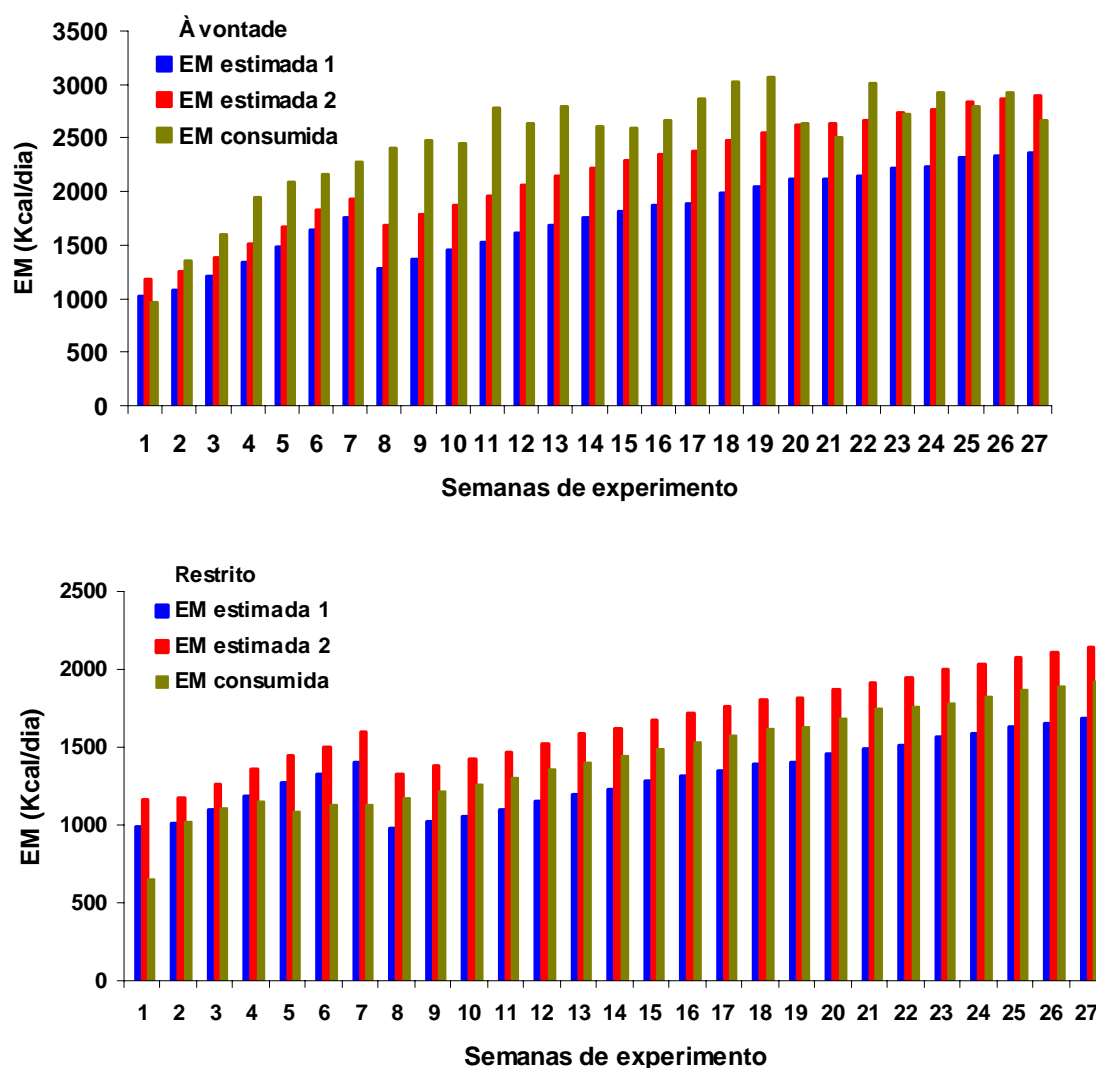 À vontade
EM estimada 1
EM estimada 2
EM consumida
EM (Kcal/dia)
3500
3000
2500
2000
1500
1000
500
0
1 2 3 4 5 6 7 8 9 10 11 12 13 14 15 16 17 18 19 20 21 22 23 24 25 26 27
Semanas de experimento
Restrito
EM estimada 1
EM estimada 2
EM consumida
EM (Kcal/dia)
2500
2000
1500
1000
500
0
1 2 3 4 5 6 7 8 9 10 11 12 13 14 15 16 17 18 19 20 21 22 23 24 25 26 27
Semanas de experimento